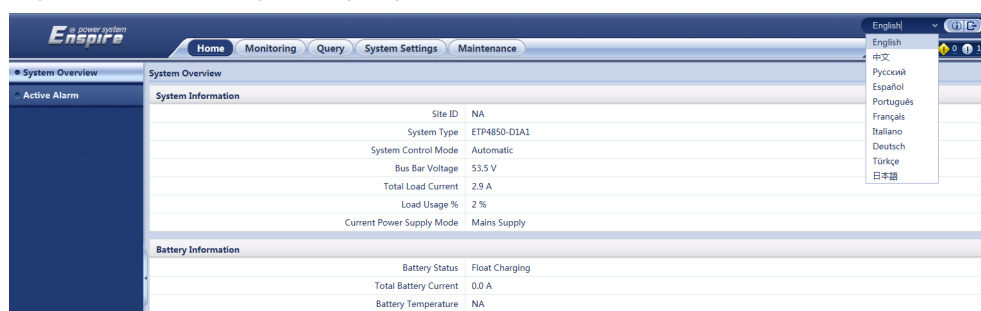 Enspire e power system
English
Home Monitoring Query System Settings Maintenance
0 1
English
中文
Русский
Español
Português
Français
Italiano
Deutsch
Türkçe
日本語
System Overview
Active Alarm
System Overview
System Information
Site ID NA
System Type ETP4850-D1A1
System Control Mode Automatic
Bus Bar Voltage 53.5 V
Total Load Current 2.9 A
Load Usage % 2 %
Current Power Supply Mode Mains Supply
Battery Information
Battery Status Float Charging
Total Battery Current 0.0 A
Battery Temperature NA